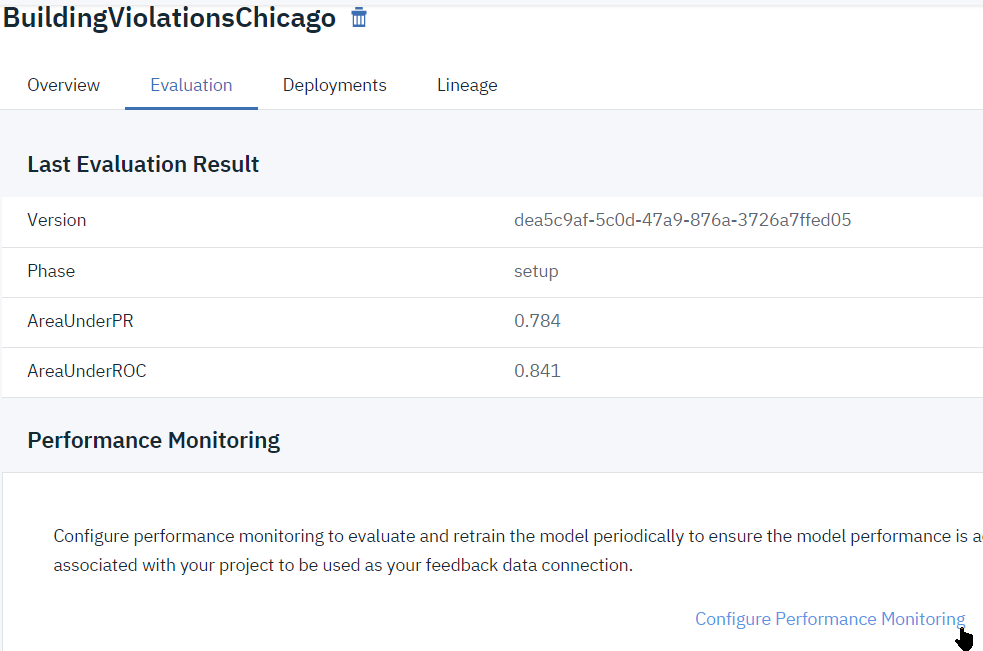 BuildingViolationsChicago
Overview Evaluation Deployments Lineage
Last Evaluation Result
Version dea5c9af-5c0d-47a9-876a-3726a7ffed05
Phase setup
AreaUnderPR 0.784
AreaUnderROC 0.841
Performance Monitoring
Configure performance monitoring to evaluate and retrain the model periodically to ensure the model performance is
associated with your project to be used as your feedback data connection.
Configure Performance Monitoring